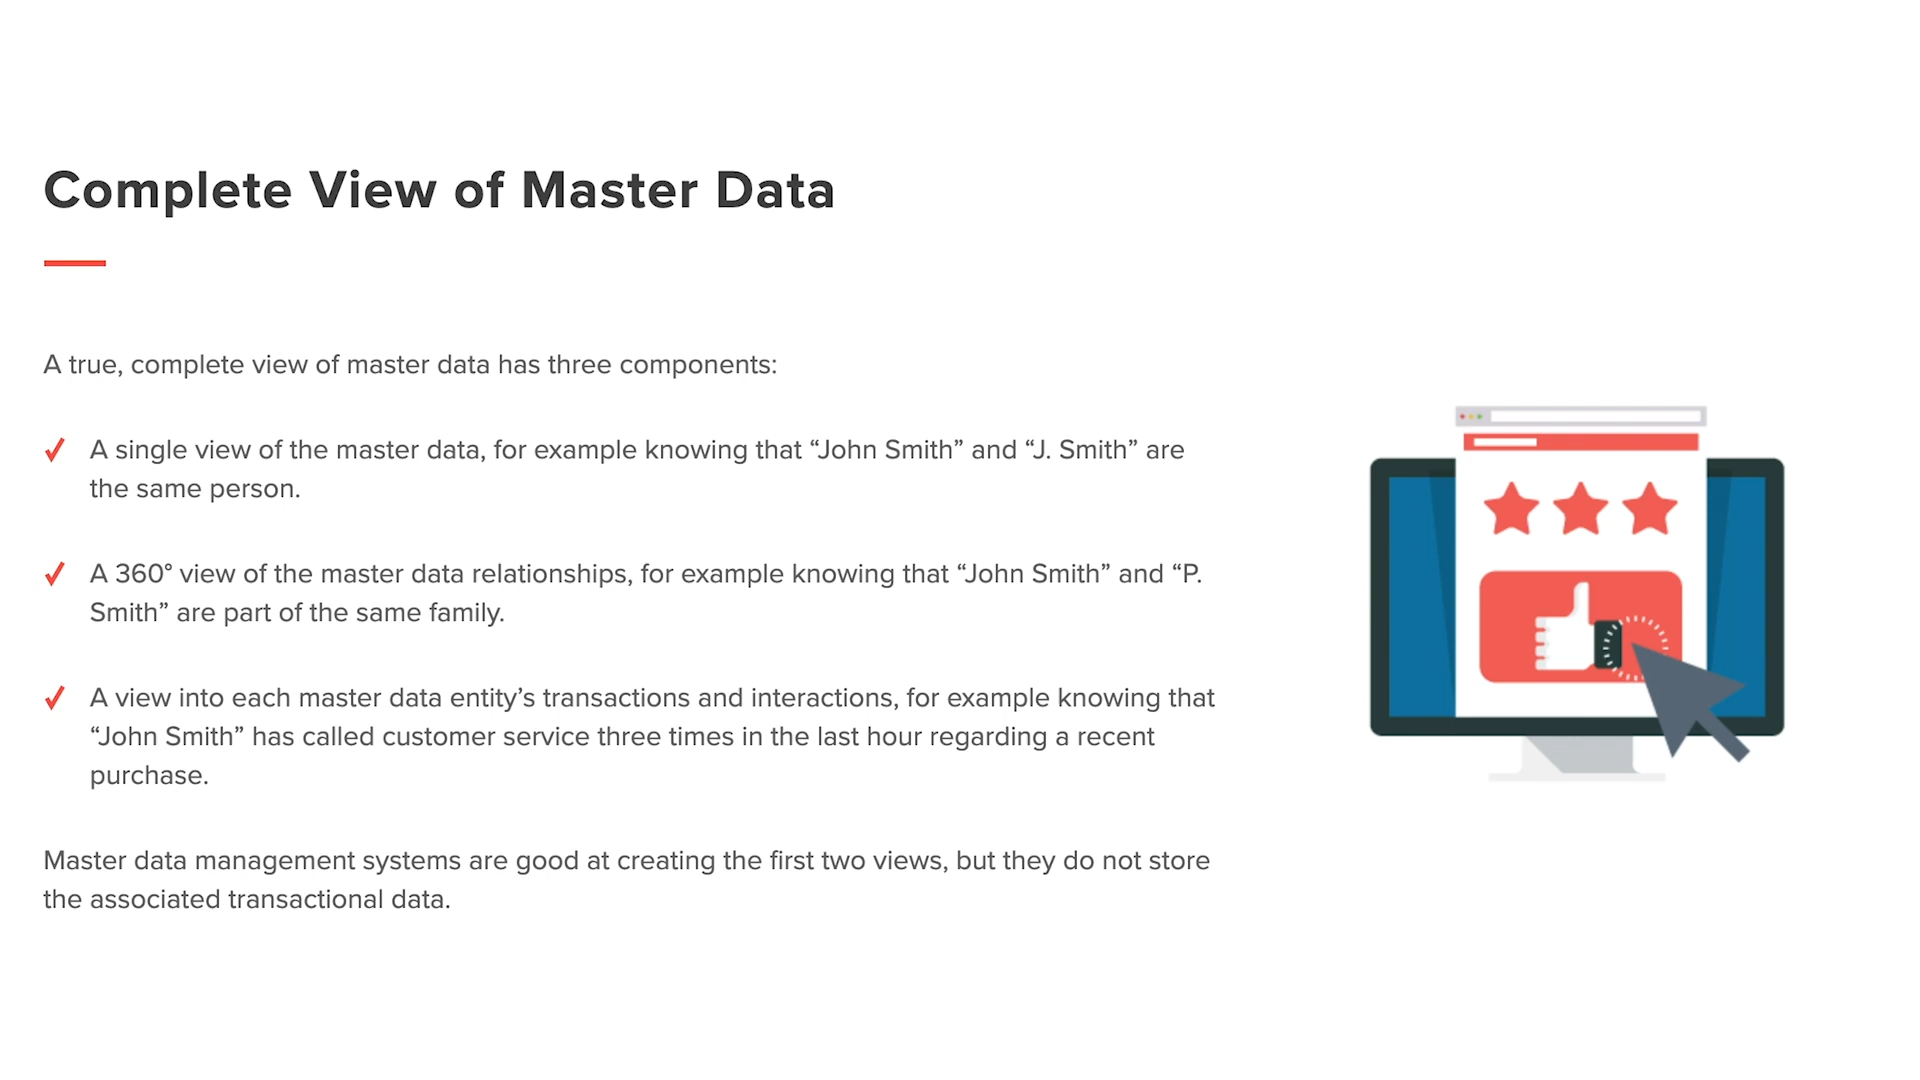 Complete View of Master Data
A true, complete view of master data has three components:
A single view of the master data, for example knowing that “John Smith” and “J. Smith” are
the same person.
A 360° view of the master data relationships, for example knowing that “John Smith” and “P.
Smith” are part of the same family.
A view into each master data entity’s transactions and interactions, for example knowing that
“John Smith” has called customer service three times in the last hour regarding a recent
purchase.
Master data management systems are good at creating the first two views, but they do not store
the associated transactional data.